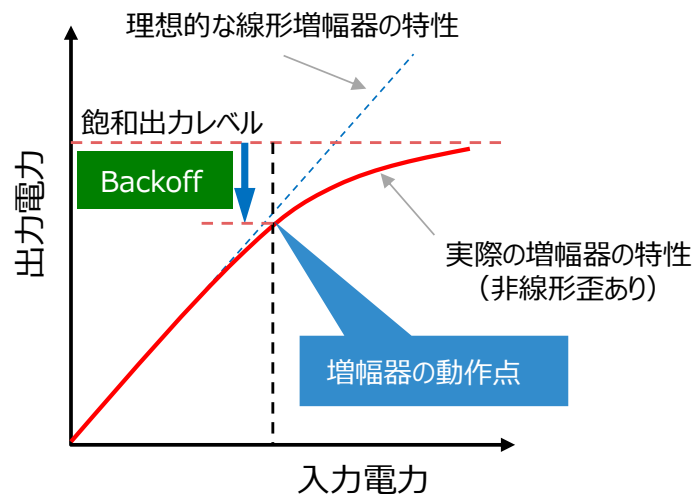 理想的な線形増幅器の特性
飽和出力レベル
Backoff
出力電力
実際の増幅器の特性
（非線形歪あり）
増幅器の動作点
入力電力